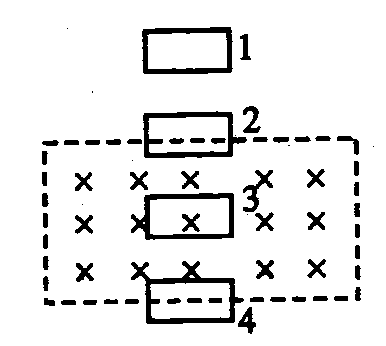 1
2
× × × × ×
3
× × × × ×
× × × × ×
4